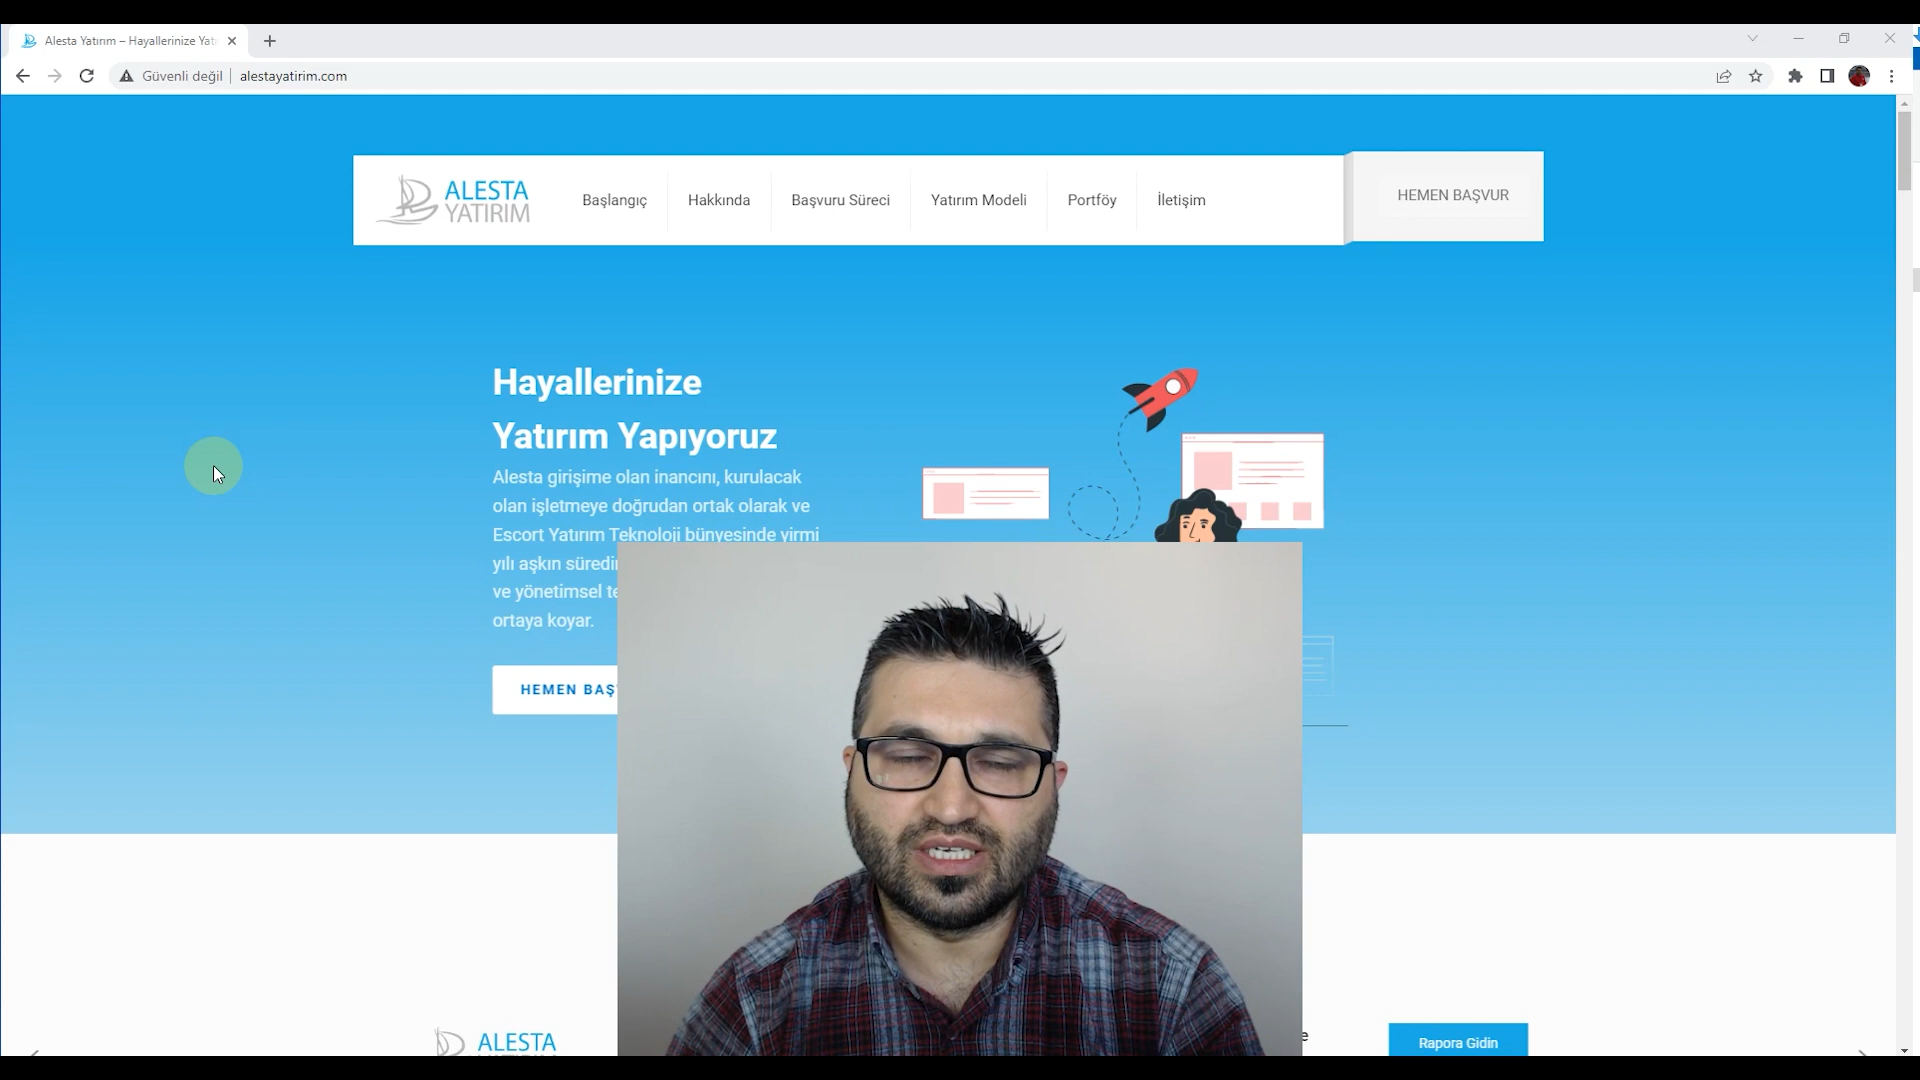 Alesta Yatırım – Hayallerinize Yatı
Güvenli değil
alestayatirim.com
ALESTA
YATIRIM
Başlangıç
Hakkında
Başvuru Süreci
Yatırım Modeli
Portföy
İletişim
HEMEN BAŞVUR
Hayallerinize
Yatırım Yapıyoruz
Alesta girişime olan inancını, kurulacak
olan işletmeye doğrudan ortak olarak ve
Escort Yatırım Teknoloji bünyesinde yirmi
yılı aşkın süredir
ve yönetimsel te
ortaya koyar.
HEMEN BAŞ
ALESTA
e
Rapora Gidin